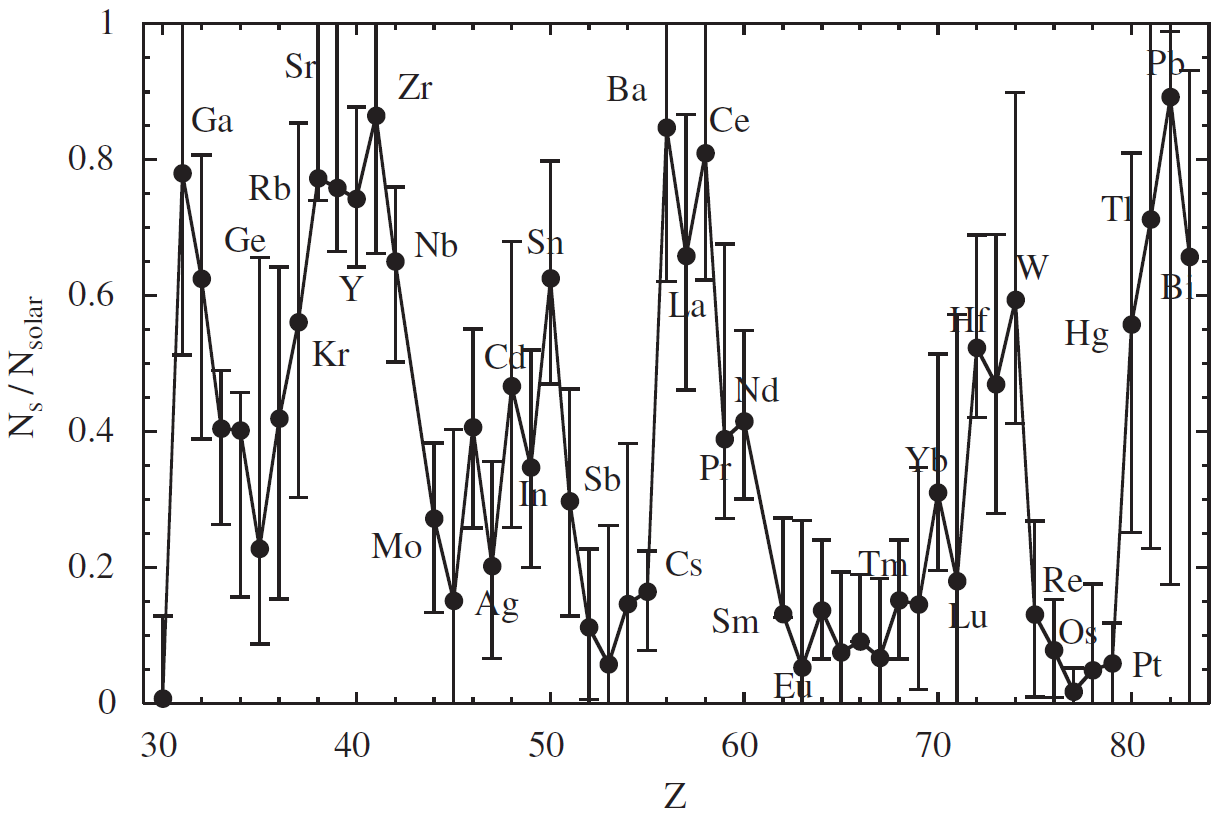 1
0.8
0.6
0.4
0.2
0
Ns / Nsolar
30
40
50
60
70
80
Z
Ga
Ge
Kr
Rb
Sr
Y
Zr
Nb
Mo
Ag
Cd
In
Sn
Sb
Cs
Ba
La
Ce
Pr
Nd
Sm
Eu
Tm
Yb
Lu
Hf
W
Re
Os
Pt
Hg
Tl
Pb
Bi